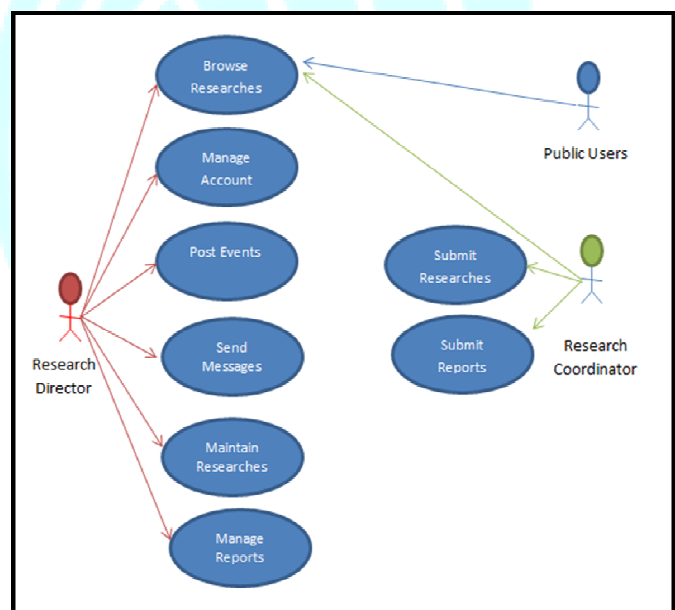 Browse
Researches
Public Users
Manage
Account
Post Events
Submit
Researches
Research
Director
Send
Messages
Submit
Reports
Research
Coordinator
Maintain
Researches
Manage
Reports